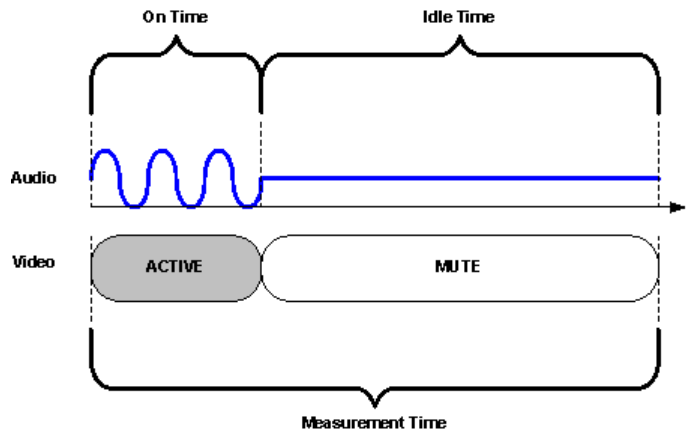 On Time
Idle Time
Audio
Video
ACTIVE
MUTE
Measurement Time